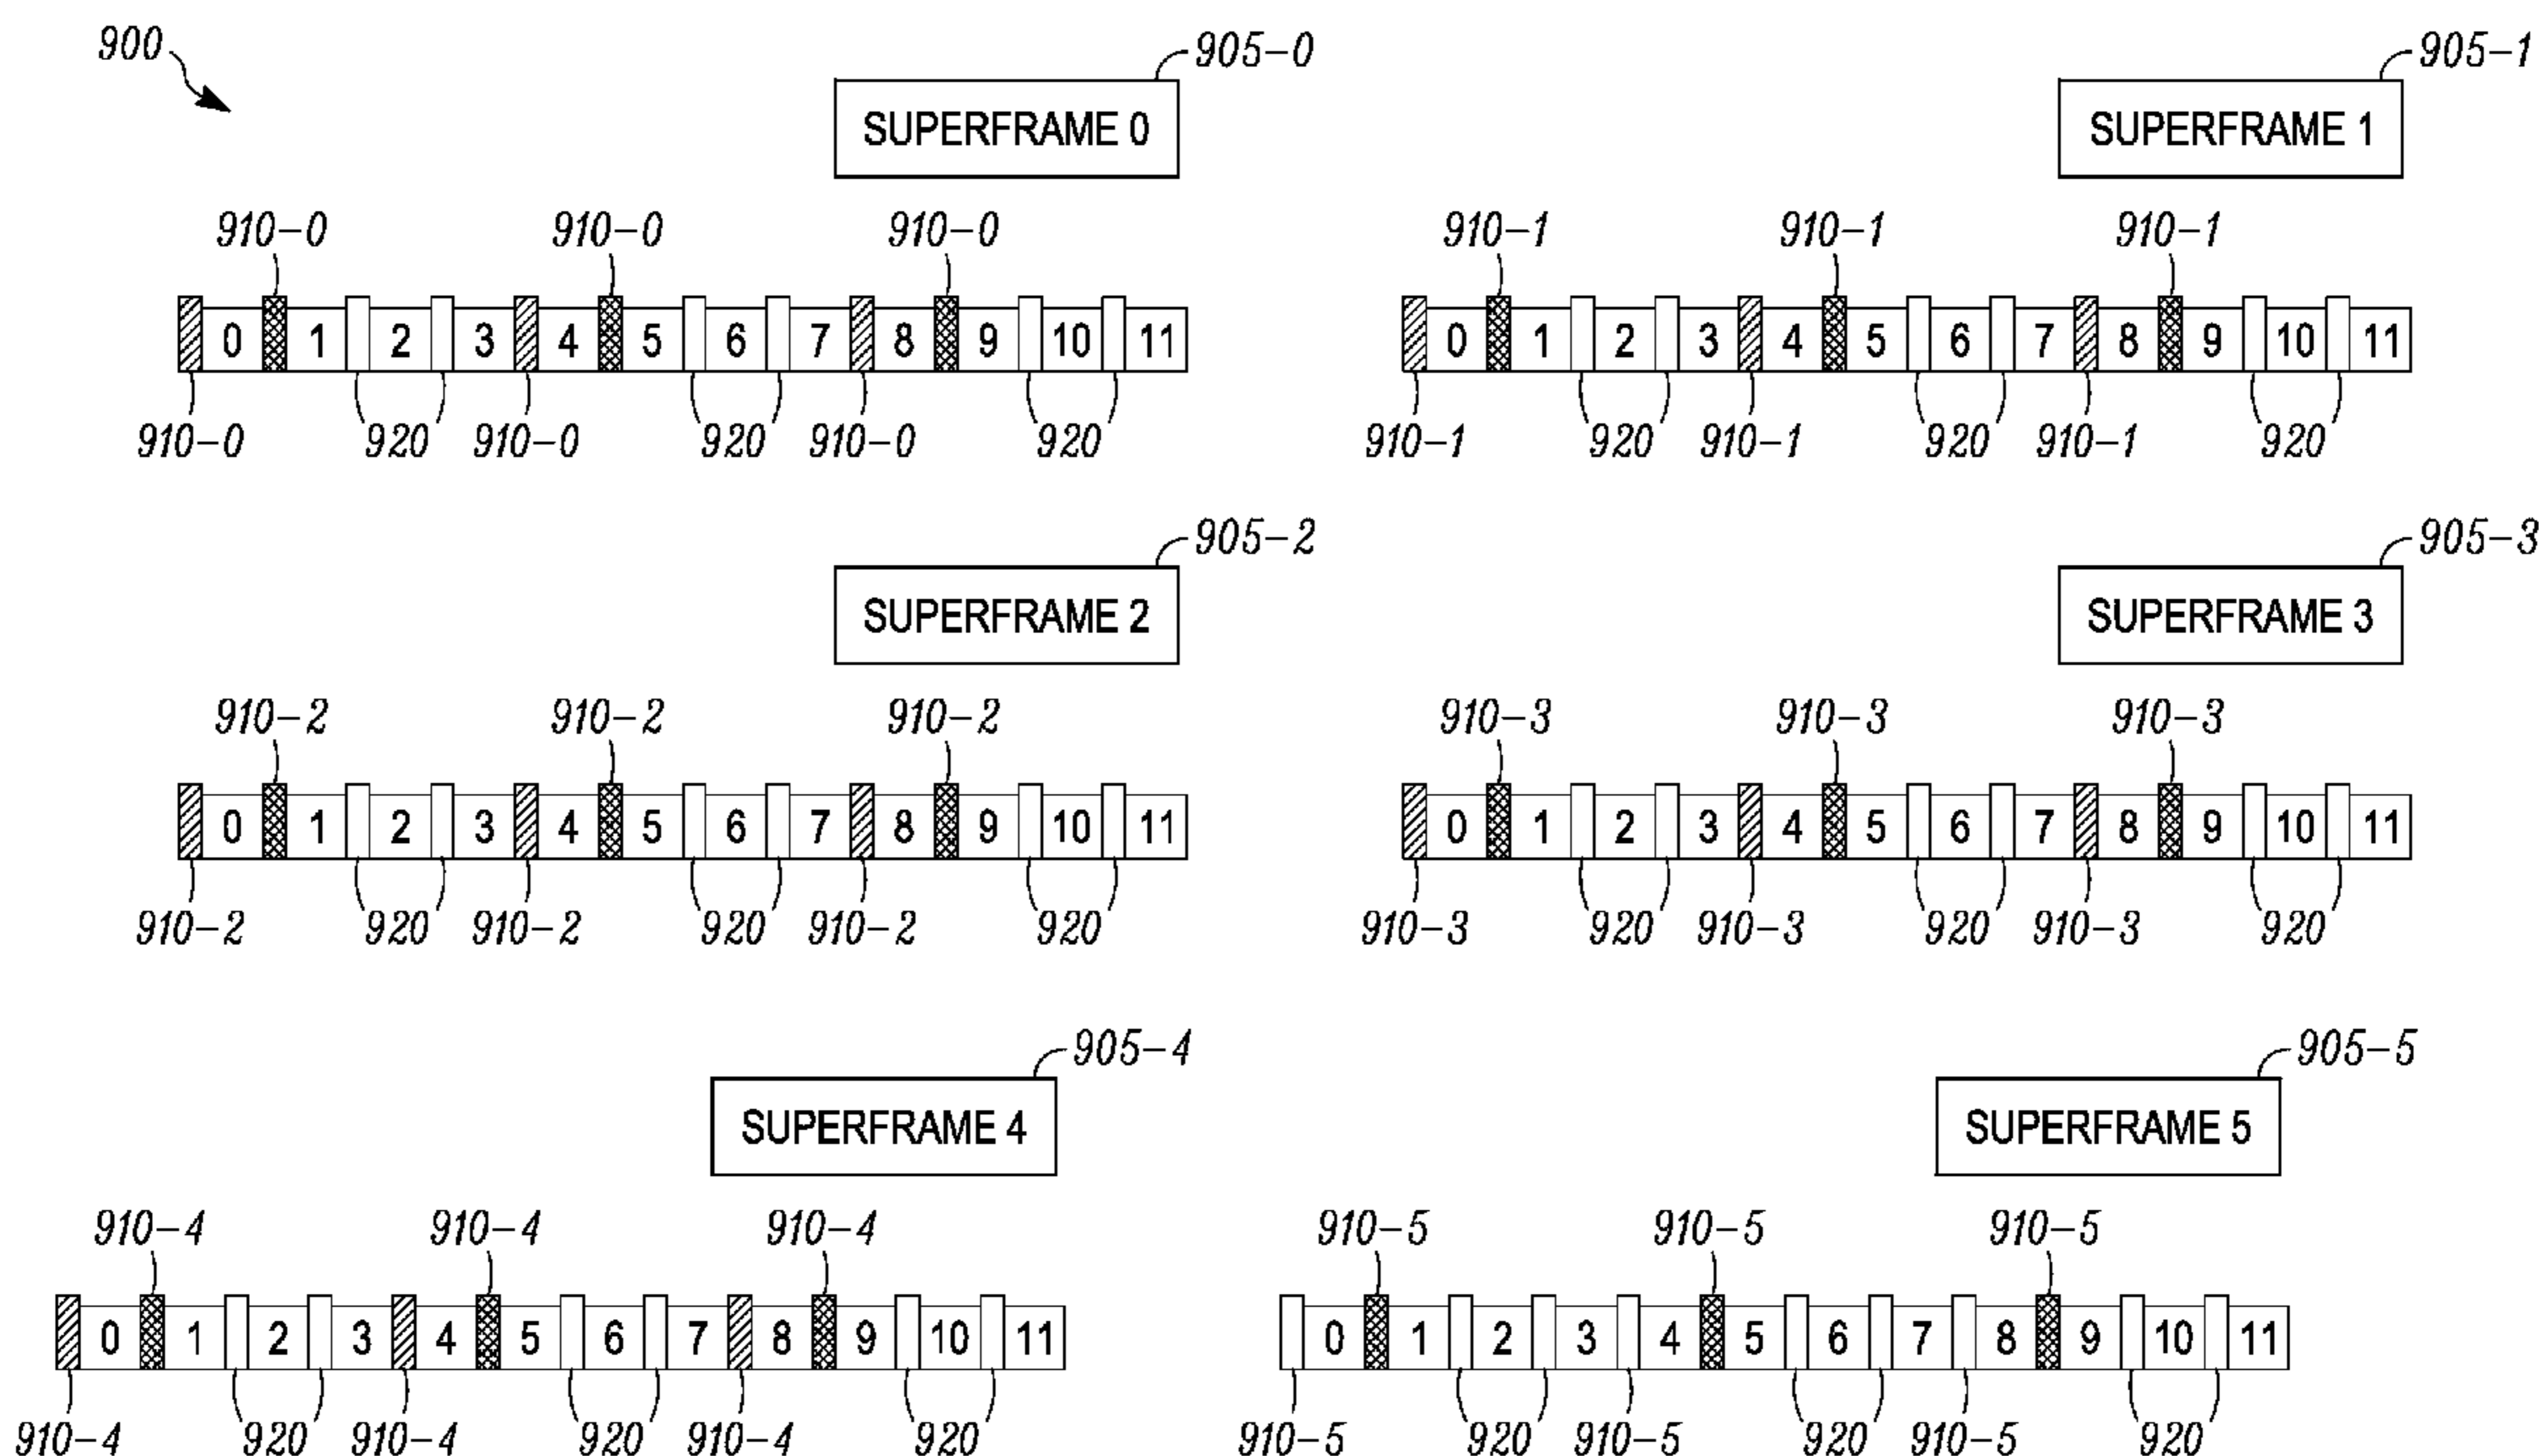 900
905-0
905-1
SUPERFRAME 0
SUPERFRAME 1
910-0 910-0 910-0
910-1 910-1 910-1
0 1 2 3 4 5 6 7 8 9 10 11
0 1 2 3 4 5 6 7 8 9 10 11
910-0 920 910-0 920 910-0 920
910-1 920 910-1 920 910-1 920
905-2
905-3
SUPERFRAME 2
SUPERFRAME 3
910-2 910-2 910-2
910-3 910-3 910-3
0 1 2 3 4 5 6 7 8 9 10 11
0 1 2 3 4 5 6 7 8 9 10 11
910-2 920 910-2 920 910-2 920
910-3 920 910-3 920 910-3 920
905-4
905-5
SUPERFRAME 4
SUPERFRAME 5
910-4 910-4 910-4
910-5 910-5 910-5
0 1 2 3 4 5 6 7 8 9 10 11
0 1 2 3 4 5 6 7 8 9 10 11
910-4 920 910-4 920 910-4 920
910-5 920 910-5 920 910-5 920